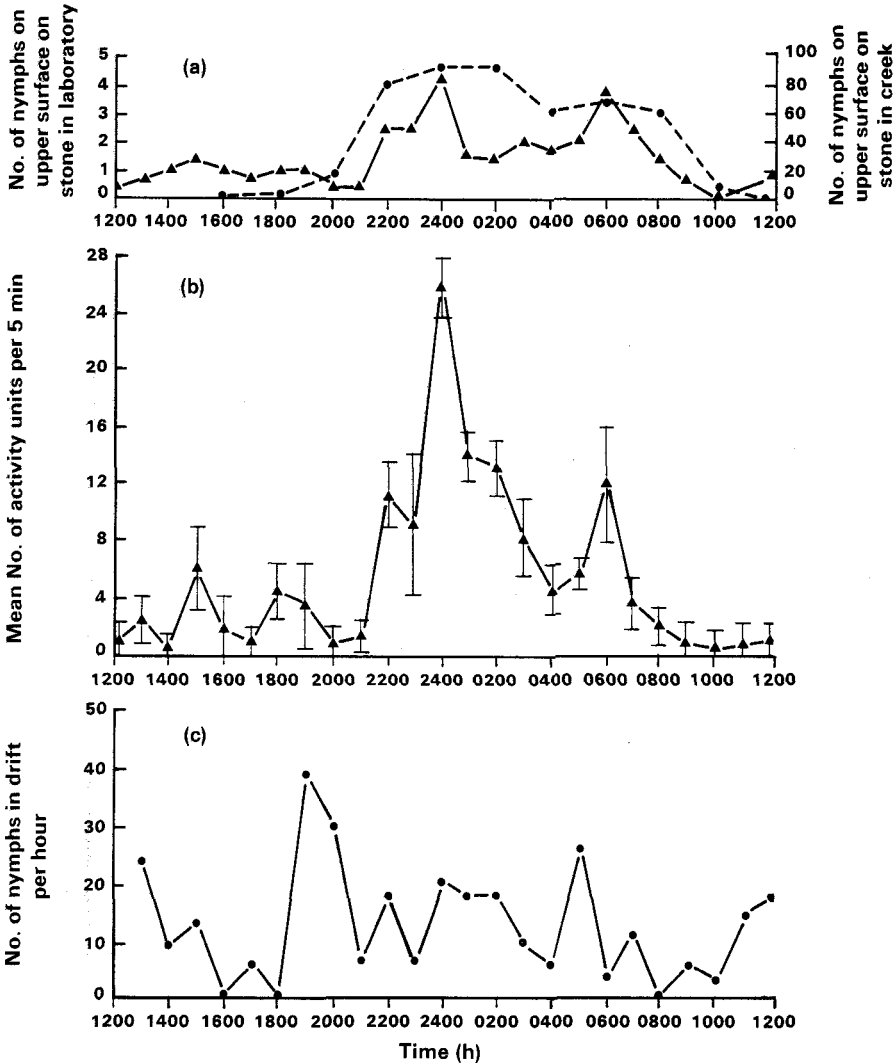 No. of nymphs on
upper surface on
stone in laboratory
5
4
3
2
1
0
(a)
100
80
60
40
20
0
No. of nymphs on
upper surface on
stone in creek
1200 1400 1600 1800 2000 2200 2400 0200 0400 0600 0800 1000 1200
Mean No. of activity units per 5 min
28
24
20
16
12
8
4
0
(b)
1200 1400 1600 1800 2000 2200 2400 0200 0400 0600 0800 1000 1200
No. of nymphs in drift
per hour
50
40
30
20
10
0
(c)
1200 1400 1600 1800 2000 2200 2400 0200 0400 0600 0800 1000 1200
Time (h)